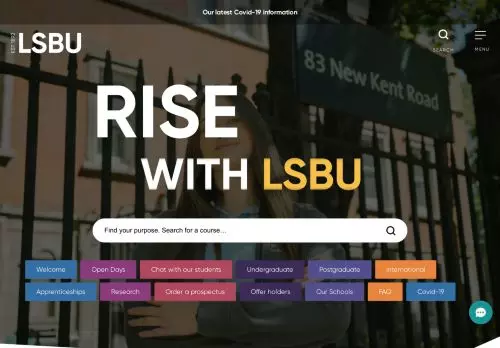 Our latest Covid-19 information
EST 1892
LSBU
SEARCH
MENU
83 New Kent Road
RISE
WITH LSBU
Find your purpose. Search for a course...
Welcome
Open Days
Chat with our students
Undergraduate
Postgraduate
International
Apprenticeships
Research
Order a prospectus
Offer holders
Our Schools
FAQ
Covid-19